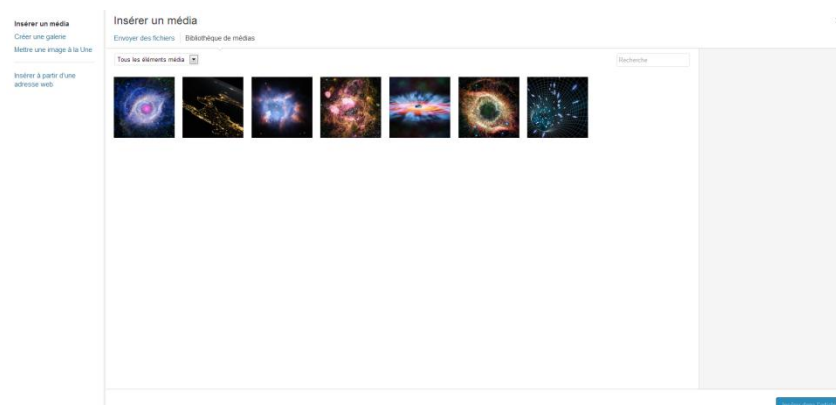 Insérer un média
Créer une galerie
Mettre une image à la Une
Insérer à partir d'une
adresse web
Insérer un média
Envoyer des fichiers
Bibliothèque de médias
Tous les éléments média
Recherche